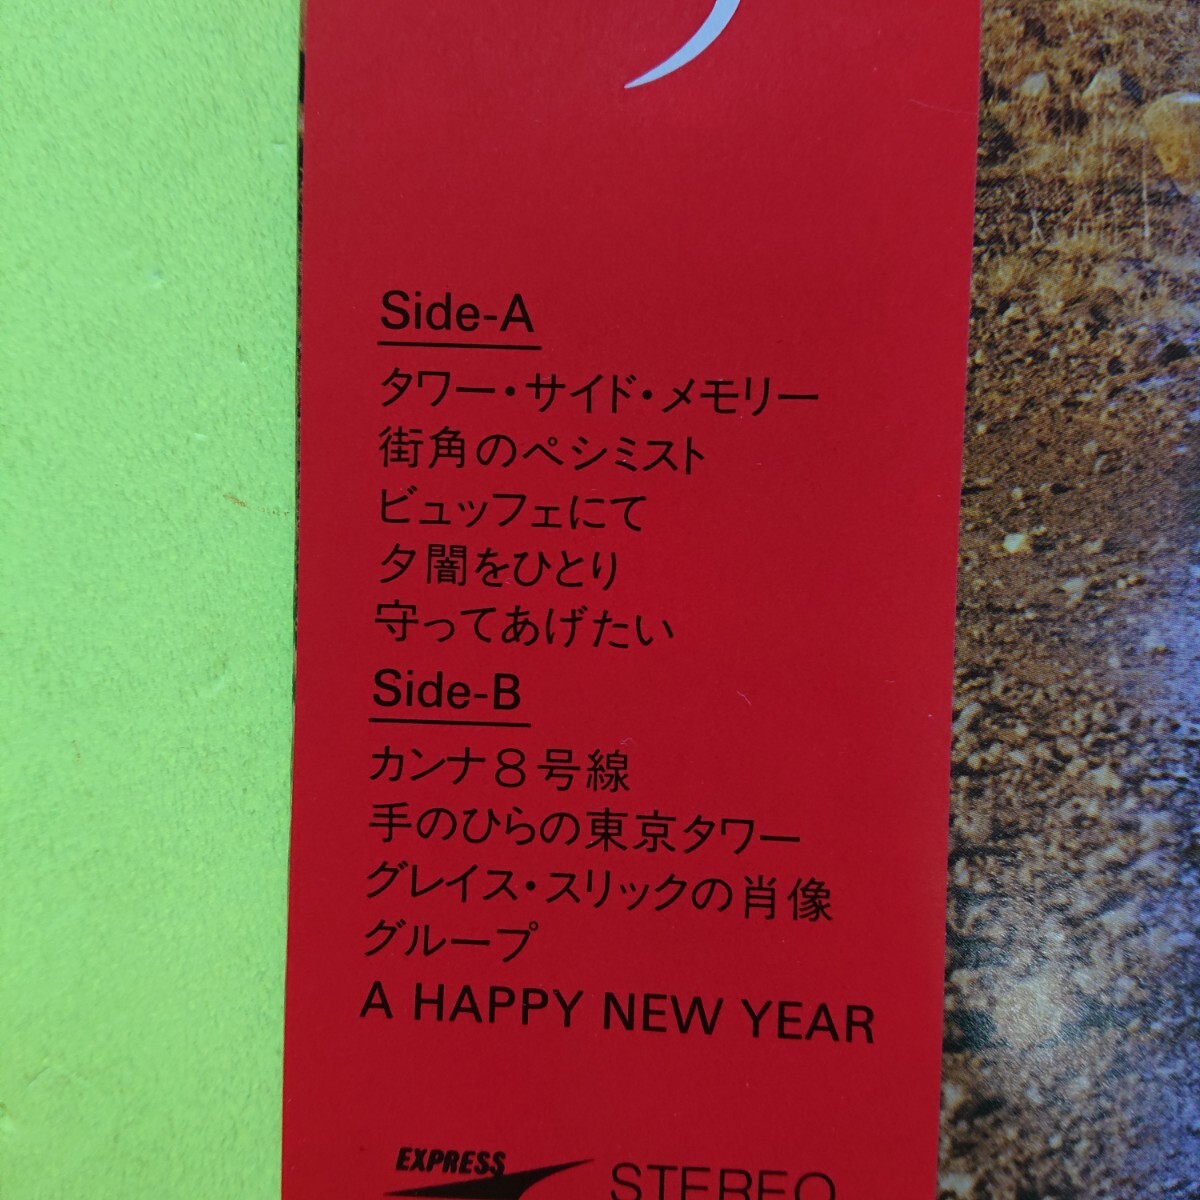 Side-A
タワー・サイド・メモリー
街角のペシミスト
ビュッフェにて
夕闇をひとり
守ってあげたい
Side-B
カンナ8号線
手のひらの東京タワー
グレイス・スリックの肖像
グループ
A HAPPY NEW YEAR
EXPRESS STEREO